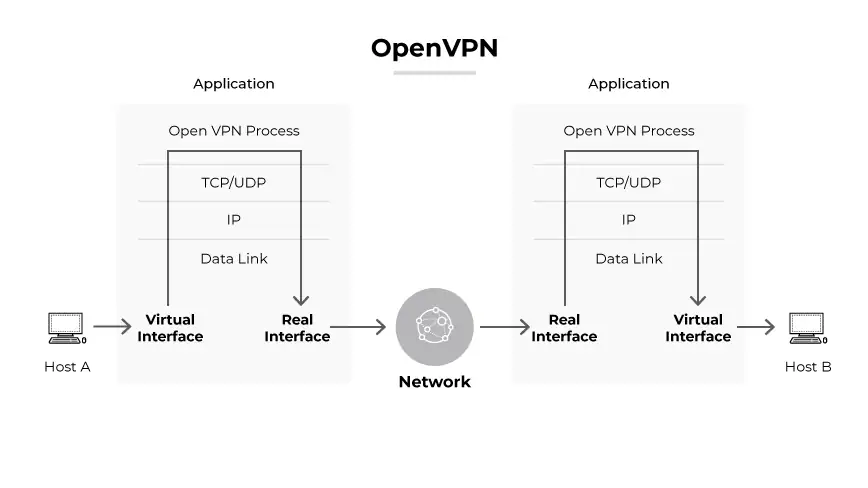 OpenVPN
Application
Open VPN Process
TCP/UDP
IP
Data Link
Virtual
Interface
Real
Interface
Host A
Network
Application
Open VPN Process
TCP/UDP
IP
Data Link
Real
Interface
Virtual
Interface
Host B